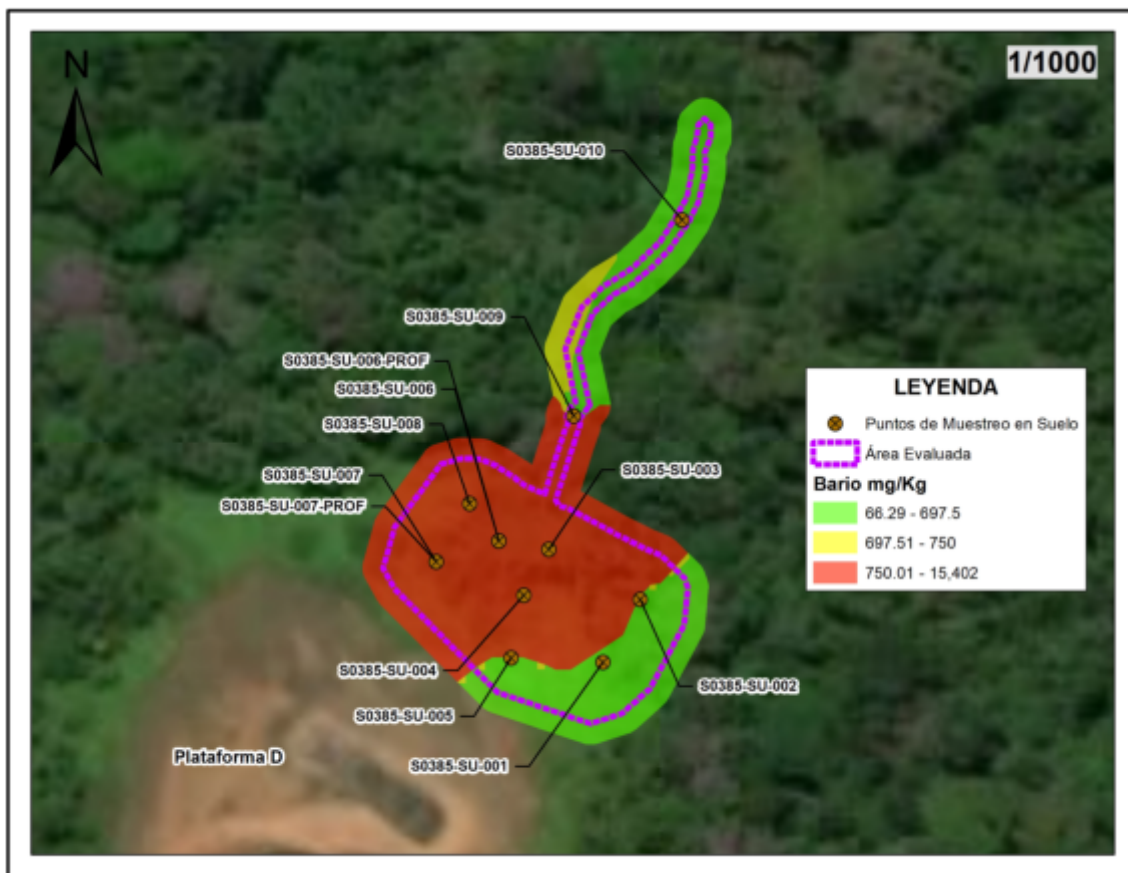 N
1/1000
S0385-SU-010
S0385-SU-009
S0385-SU-006-PROF
S0385-SU-006
S0385-SU-008
S0385-SU-003
S0385-SU-007
S0385-SU-007-PROF
S0385-SU-004
S0385-SU-002
S0385-SU-005
S0385-SU-001
Plataforma D
LEYENDA
Puntos de Muestreo en Suelo
Área Evaluada
Bario mg/Kg
66.29 - 697.5
697.51 - 750
750.01 - 15,402